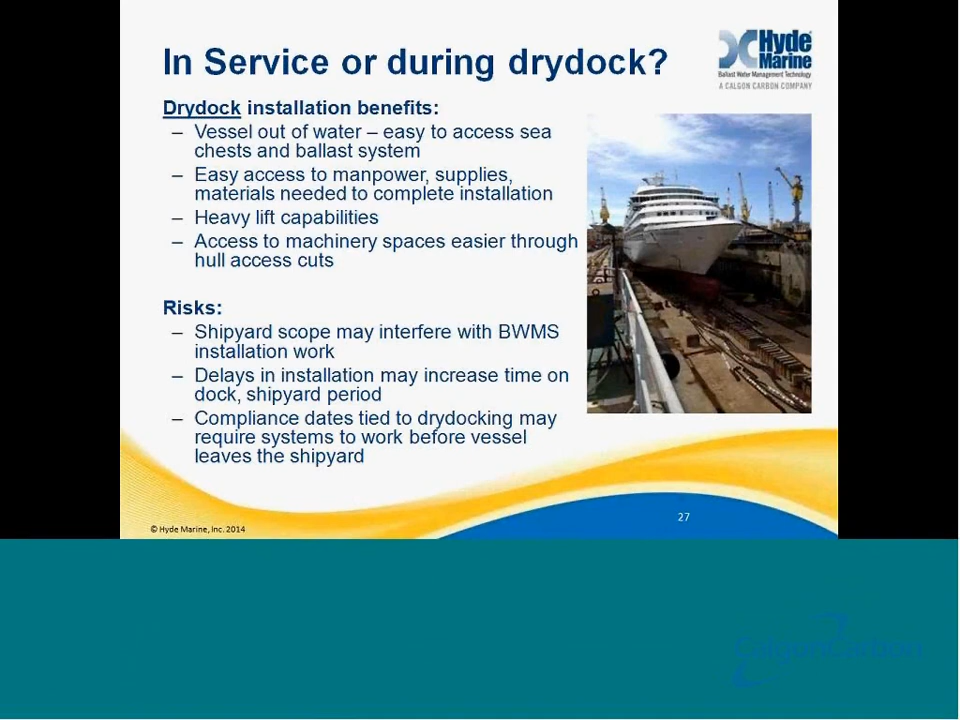 In Service or during drydock?
Hyde
Marine
Ballast Water Management Technology
A CALGON CARBON COMPANY
Drydock installation benefits:
– Vessel out of water – easy to access sea
chests and ballast system
– Easy access to manpower, supplies,
materials needed to complete installation
– Heavy lift capabilities
– Access to machinery spaces easier through
hull access cuts
Risks:
– Shipyard scope may interfere with BWMS
installation work
– Delays in installation may increase time on
dock, shipyard period
– Compliance dates tied to drydocking may
require systems to work before vessel
leaves the shipyard
27
© Hyde Marine, Inc. 2014
CalgonCarbon